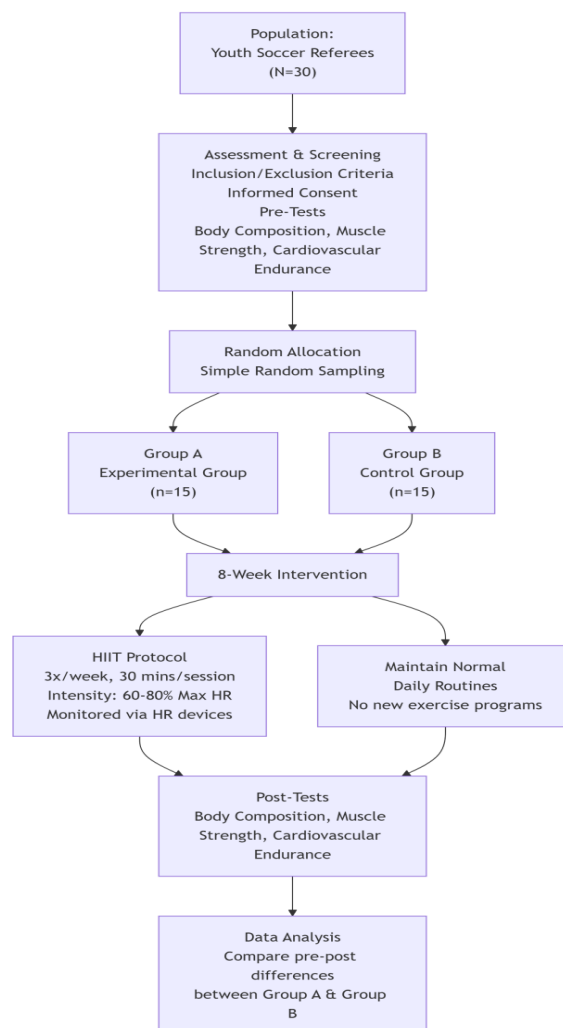 Population:
Youth Soccer Referees
(N=30)
Assessment & Screening
Inclusion/Exclusion Criteria
Informed Consent
Pre-Tests
Body Composition, Muscle
Strength, Cardiovascular
Endurance
Random Allocation
Simple Random Sampling
Group A
Experimental Group
(n=15)
Group B
Control Group
(n=15)
8-Week Intervention
HIIT Protocol
3x/week, 30 mins/session
Intensity: 60-80% Max HR
Monitored via HR devices
Maintain Normal
Daily Routines
No new exercise programs
Post-Tests
Body Composition, Muscle
Strength, Cardiovascular
Endurance
Data Analysis
Compare pre-post
differences
between Group A & Group
B